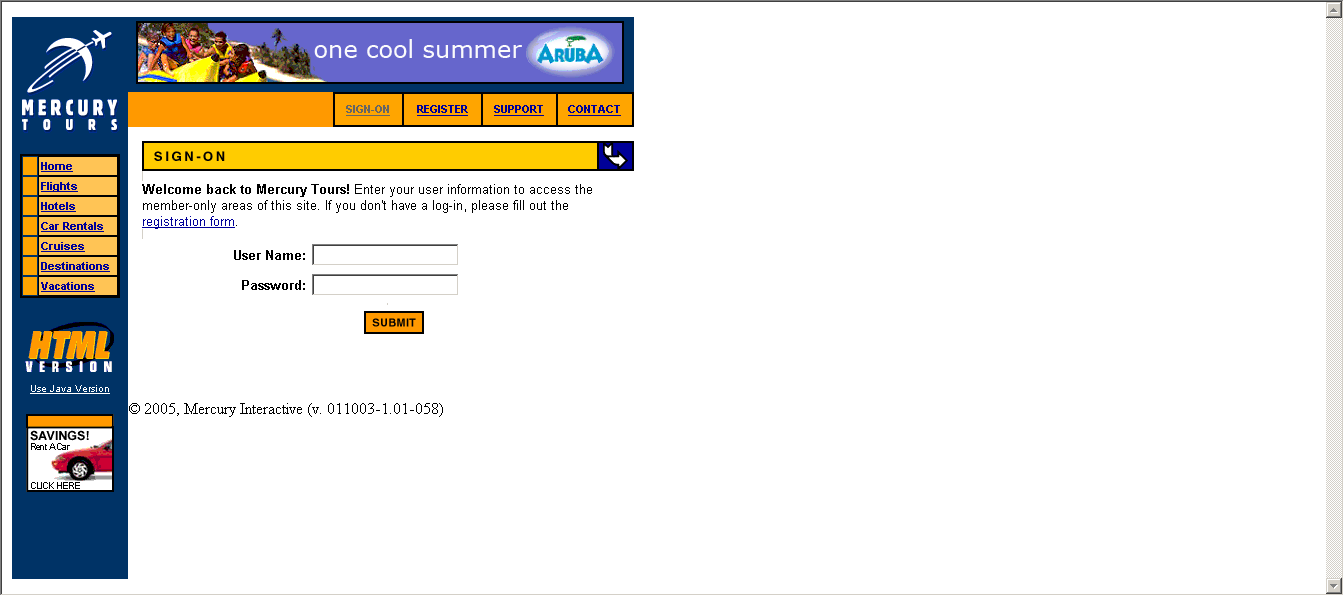 one cool summer ARUBA
MERCURY
TOURS
SIGN-ON REGISTER SUPPORT CONTACT
SIGN-ON
Home
Flights
Hotels
Car Rentals
Cruises
Destinations
Vacations
Welcome back to Mercury Tours! Enter your user information to access the
member-only areas of this site. If you don't have a log-in, please fill out the
registration form.
User Name:
Password:
SUBMIT
HTML
VERSION
Use Java Version
© 2005, Mercury Interactive (v. 011003-1.01-058)
SAVINGS!
Rent A Car
CLICK HERE